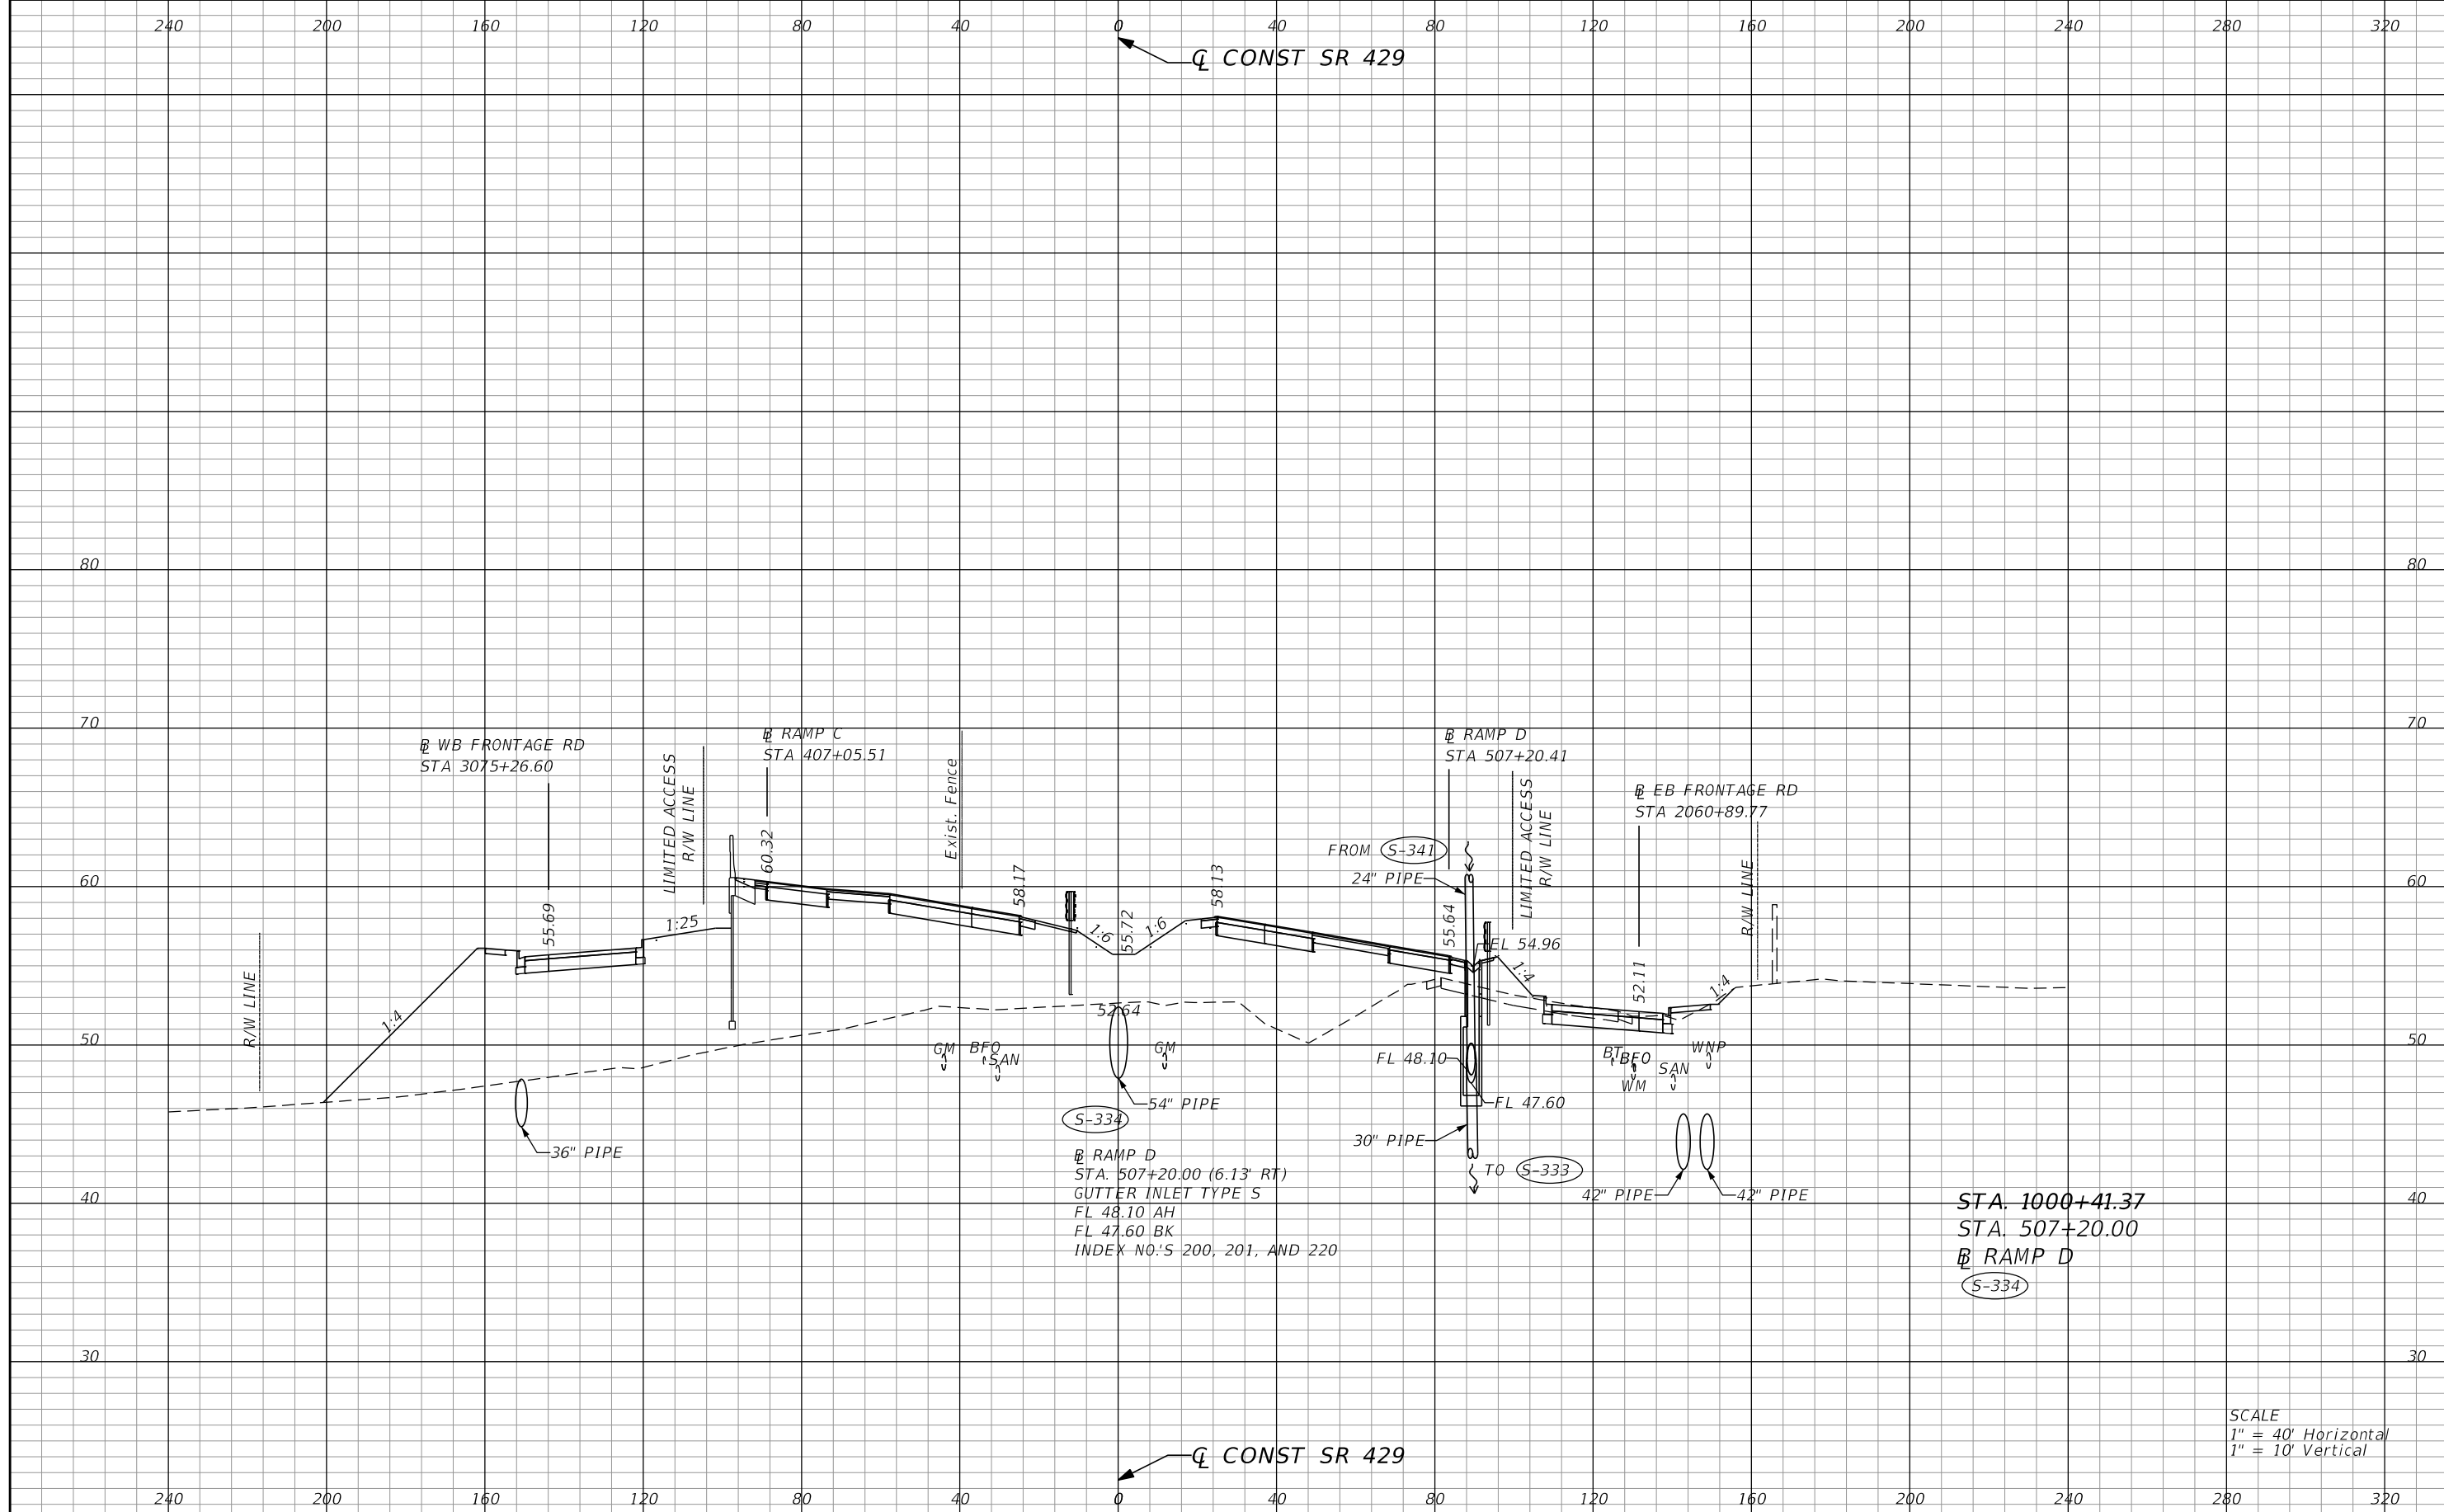 240 200 160 120 80 40 0 40 80 120 160 200 240 280 320
℄ CONST SR 429
80 80
70 70
℄ WB FRONTAGE RD
STA 3075+26.60
LIMITED ACCESS
R/W LINE
℄ RAMP C
STA 407+05.51
Exist. Fence
℄ RAMP D
STA 507+20.41
LIMITED ACCESS
R/W LINE
℄ EB FRONTAGE RD
STA 2060+89.77
R/W LINE
60 60
FROM S-341
24" PIPE
R/W LINE
1:4
55.69
1:25
60.32
58.17
1:6
55.72
1:6
58.13
55.64
EL 54.96
1:4
52.11
1:4
50 50
52.64
GM
BFO
SAN
GM
FL 48.10
BT
BFO
WM
SAN
WNP
36" PIPE
54" PIPE
FL 47.60
30" PIPE
TO S-333
42" PIPE
42" PIPE
S-334
℄ RAMP D
STA. 507+20.00 (6.13' RT)
GUTTER INLET TYPE S
FL 48.10 AH
FL 47.60 BK
INDEX NO.'S 200, 201, AND 220
40 40
STA. 1000+41.37
STA. 507+20.00
℄ RAMP D
S-334
30 30
SCALE
1" = 40' Horizontal
1" = 10' Vertical
℄ CONST SR 429
240 200 160 120 80 40 0 40 80 120 160 200 240 280 320